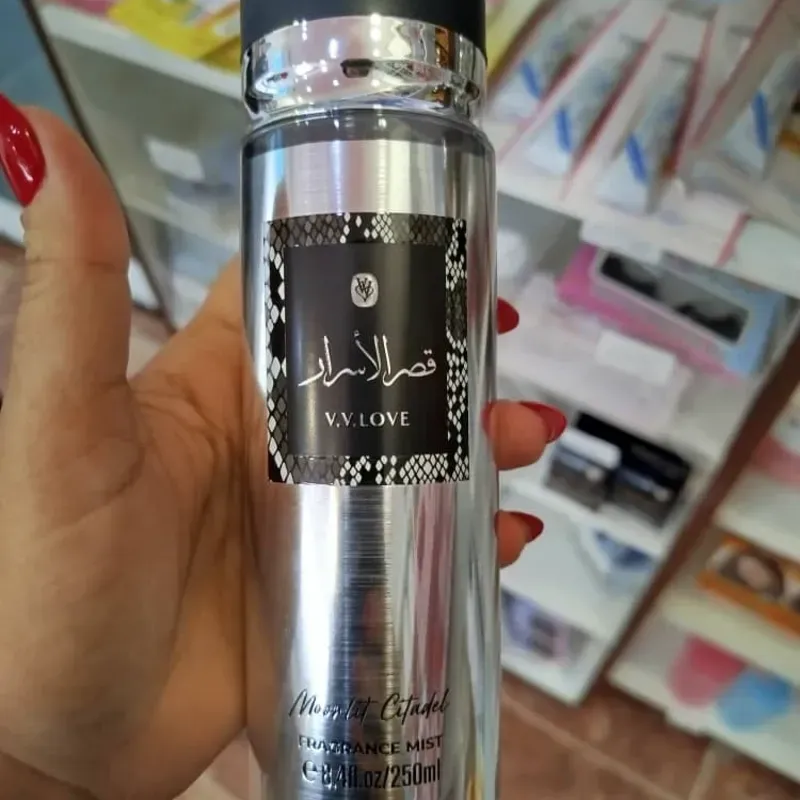 قصر الأسرار
V.V.LOVE
Moonlit Citadel
FRAGRANCE MIST
℮ 8.4fl.oz/250ml